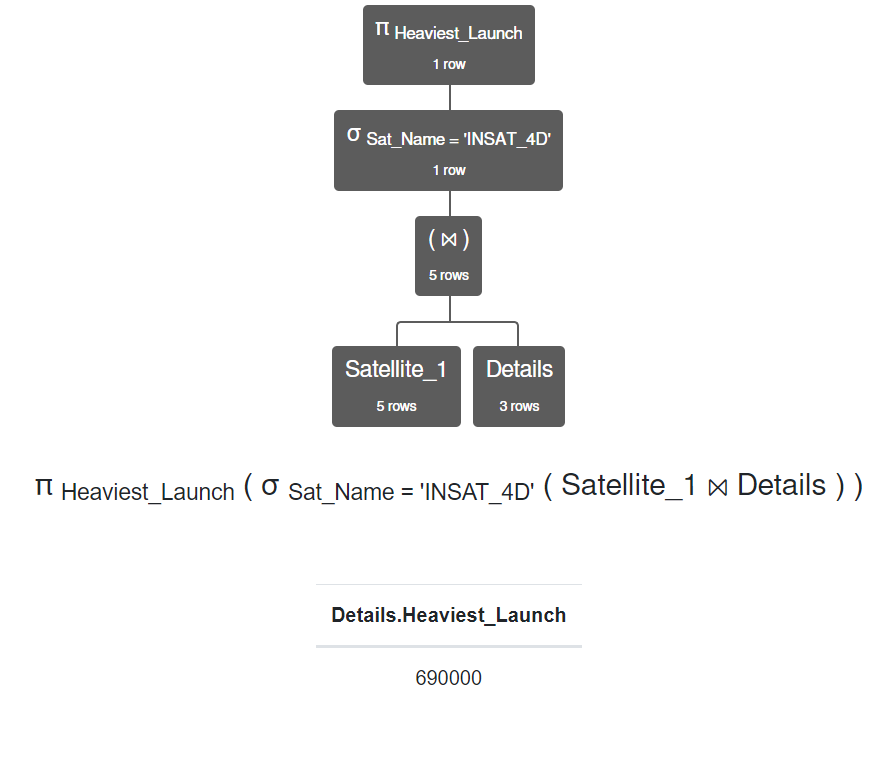 π Heaviest_Launch
1 row
σ Sat_Name = 'INSAT_4D'
1 row
( ⋈ )
5 rows
Satellite_1
5 rows
Details
3 rows
π Heaviest_Launch ( σ Sat_Name = 'INSAT_4D' ( Satellite_1 ⋈ Details ) )
Details.Heaviest_Launch
690000